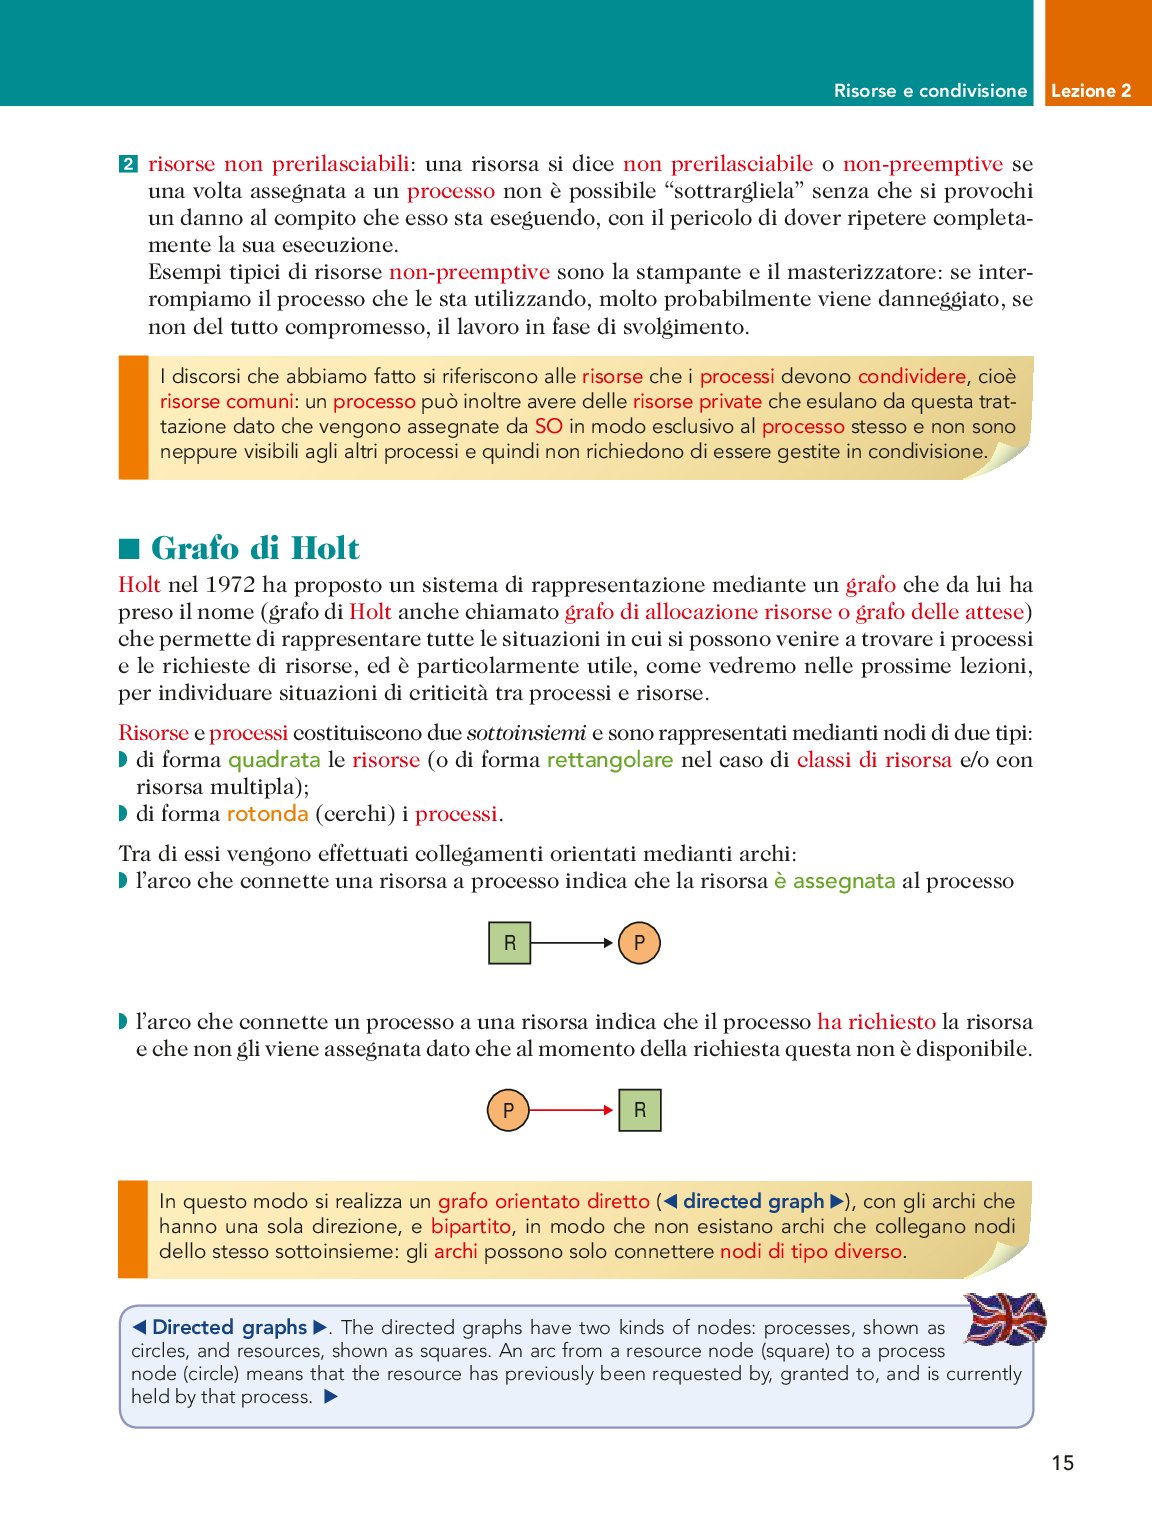 Risorse e condivisione Lezione 2
2 risorse non prerilasciabili: una risorsa si dice non prerilasciabile o non-preemptive se
una volta assegnata a un processo non è possibile “sottrargliela” senza che si provochi
un danno al compito che esso sta eseguendo, con il pericolo di dover ripetere completa-
mente la sua esecuzione.
Esempi tipici di risorse non-preemptive sono la stampante e il masterizzatore: se inter-
rompiamo il processo che le sta utilizzando, molto probabilmente viene danneggiato, se
non del tutto compromesso, il lavoro in fase di svolgimento.
I discorsi che abbiamo fatto si riferiscono alle risorse che i processi devono condividere, cioè
risorse comuni: un processo può inoltre avere delle risorse private che esulano da questa trat-
tazione dato che vengono assegnate da SO in modo esclusivo al processo stesso e non sono
neppure visibili agli altri processi e quindi non richiedono di essere gestite in condivisione.
Grafo di Holt
Holt nel 1972 ha proposto un sistema di rappresentazione mediante un grafo che da lui ha
preso il nome (grafo di Holt anche chiamato grafo di allocazione risorse o grafo delle attese)
che permette di rappresentare tutte le situazioni in cui si possono venire a trovare i processi
e le richieste di risorse, ed è particolarmente utile, come vedremo nelle prossime lezioni,
per individuare situazioni di criticità tra processi e risorse.
Risorse e processi costituiscono due sottoinsiemi e sono rappresentati medianti nodi di due tipi:
di forma quadrata le risorse (o di forma rettangolare nel caso di classi di risorsa e/o con
risorsa multipla);
di forma rotonda (cerchi) i processi.
Tra di essi vengono effettuati collegamenti orientati medianti archi:
l’arco che connette una risorsa a processo indica che la risorsa è assegnata al processo
R P
l’arco che connette un processo a una risorsa indica che il processo ha richiesto la risorsa
e che non gli viene assegnata dato che al momento della richiesta questa non è disponibile.
P R
In questo modo si realizza un grafo orientato diretto (◀ directed graph ▶), con gli archi che
hanno una sola direzione, e bipartito, in modo che non esistano archi che collegano nodi
dello stesso sottoinsieme: gli archi possono solo connettere nodi di tipo diverso.
◀ Directed graphs ▶. The directed graphs have two kinds of nodes: processes, shown as
circles, and resources, shown as squares. An arc from a resource node (square) to a process
node (circle) means that the resource has previously been requested by, granted to, and is currently
held by that process. ▶
15